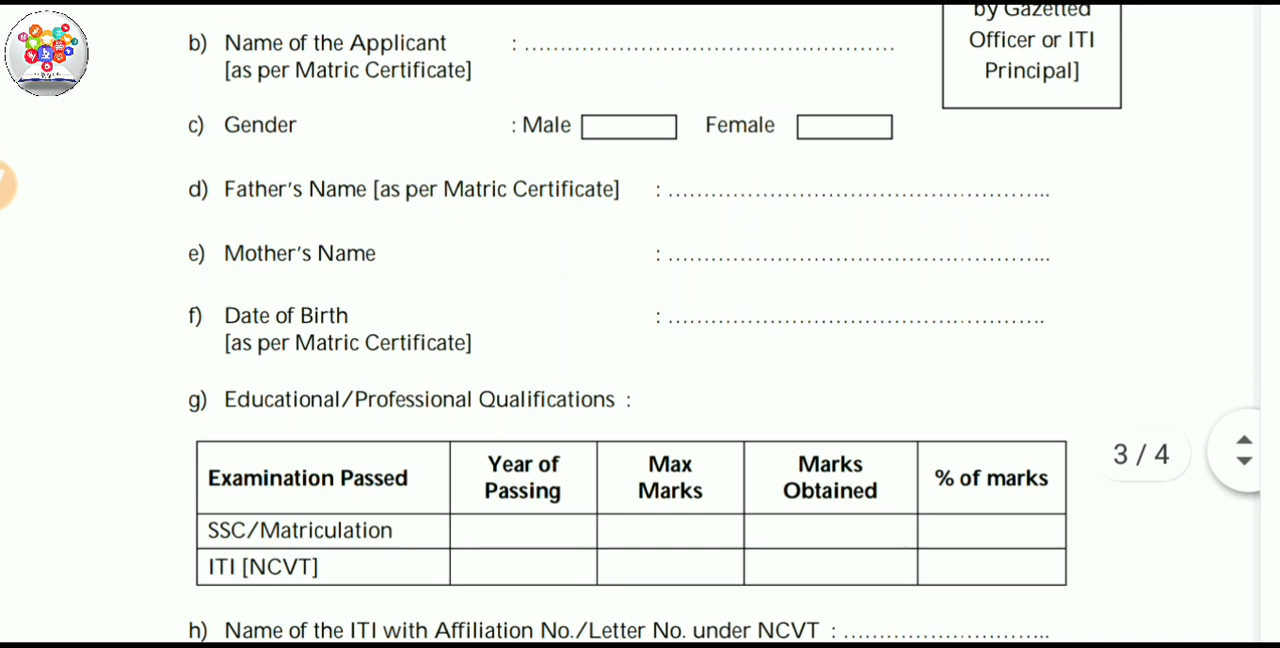 by Gazetted
Officer or ITI
Principal]
b) Name of the Applicant : ....................................................
[as per Matric Certificate]
c) Gender : Male Female
d) Father's Name [as per Matric Certificate] : .....................................................
e) Mother's Name : .....................................................
f) Date of Birth : ....................................................
[as per Matric Certificate]
g) Educational/Professional Qualifications :
Examination Passed Year of Passing Max Marks Marks Obtained % of marks
SSC/Matriculation
ITI [NCVT]
3 / 4
h) Name of the ITI with Affiliation No./Letter No. under NCVT : .............................